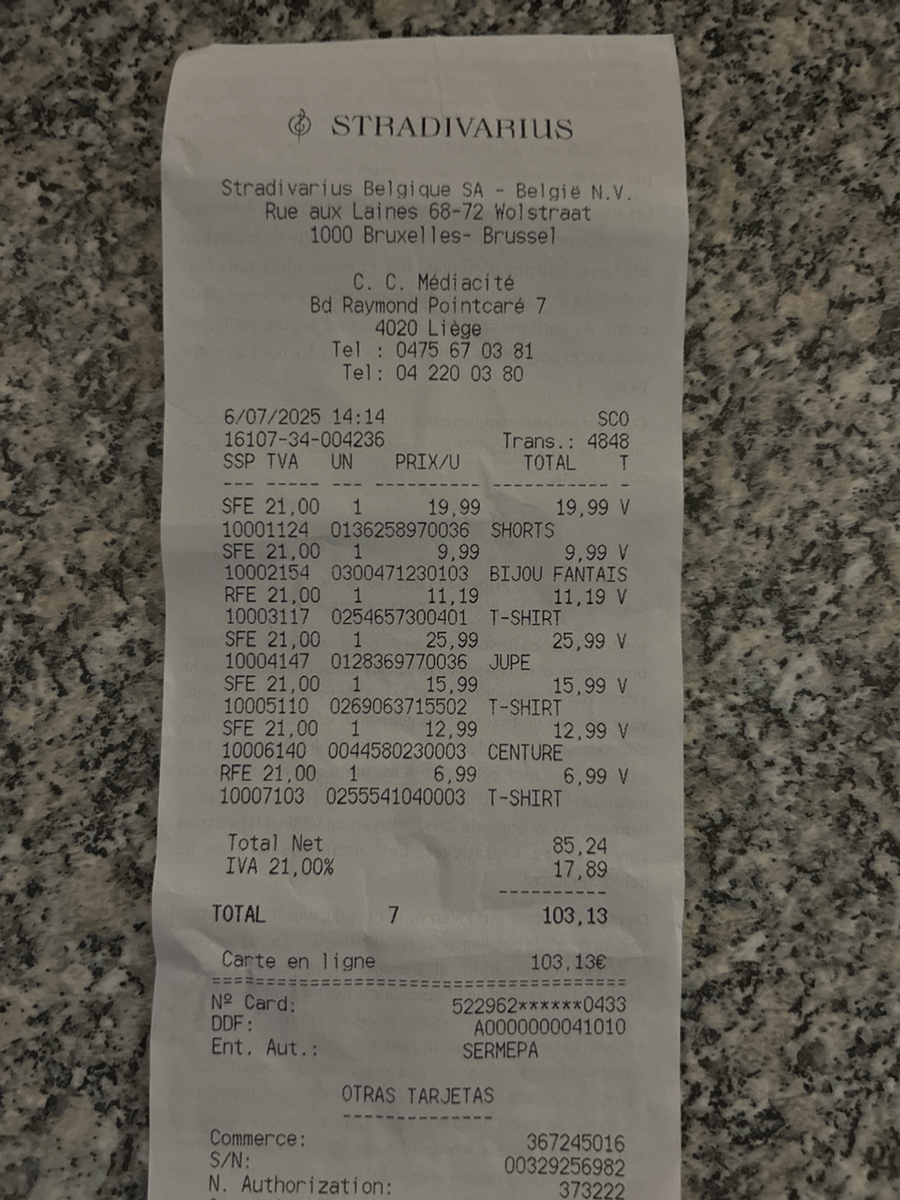 STRADIVARIUS
Stradivarius Belgique SA - België N.V.
Rue aux Laines 68-72 Wolstraat
1000 Bruxelles- Brussel
C. C. Médiacité
Bd Raymond Pointcaré 7
4020 Liège
Tel : 0475 67 03 81
Tel: 04 220 03 80
6/07/2025 14:14 SCO
16107-34-004236 Trans.: 4848
SSP TVA UN PRIX/U TOTAL T
--- ----- --- ------------ ------------ -
SFE 21,00 1 19,99 19,99 V
10001124 0136258970036 SHORTS
SFE 21,00 1 9,99 9,99 V
10002154 0300471230103 BIJOU FANTAIS
RFE 21,00 1 11,19 11,19 V
10003117 0254657300401 T-SHIRT
SFE 21,00 1 25,99 25,99 V
10004147 0128369770036 JUPE
SFE 21,00 1 15,99 15,99 V
10005110 0269063715502 T-SHIRT
SFE 21,00 1 12,99 12,99 V
10006140 0044580230003 CENTURE
RFE 21,00 1 6,99 6,99 V
10007103 0255541040003 T-SHIRT
Total Net 85,24
IVA 21,00% 17,89
------------
TOTAL 7 103,13
Carte en ligne 103,13€
==============================================
Nº Card: 522962******0433
DDF: A0000000041010
Ent. Aut.: SERMEPA
OTRAS TARJETAS
----------------
Commerce: 367245016
S/N: 00329256982
N. Authorization: 373222